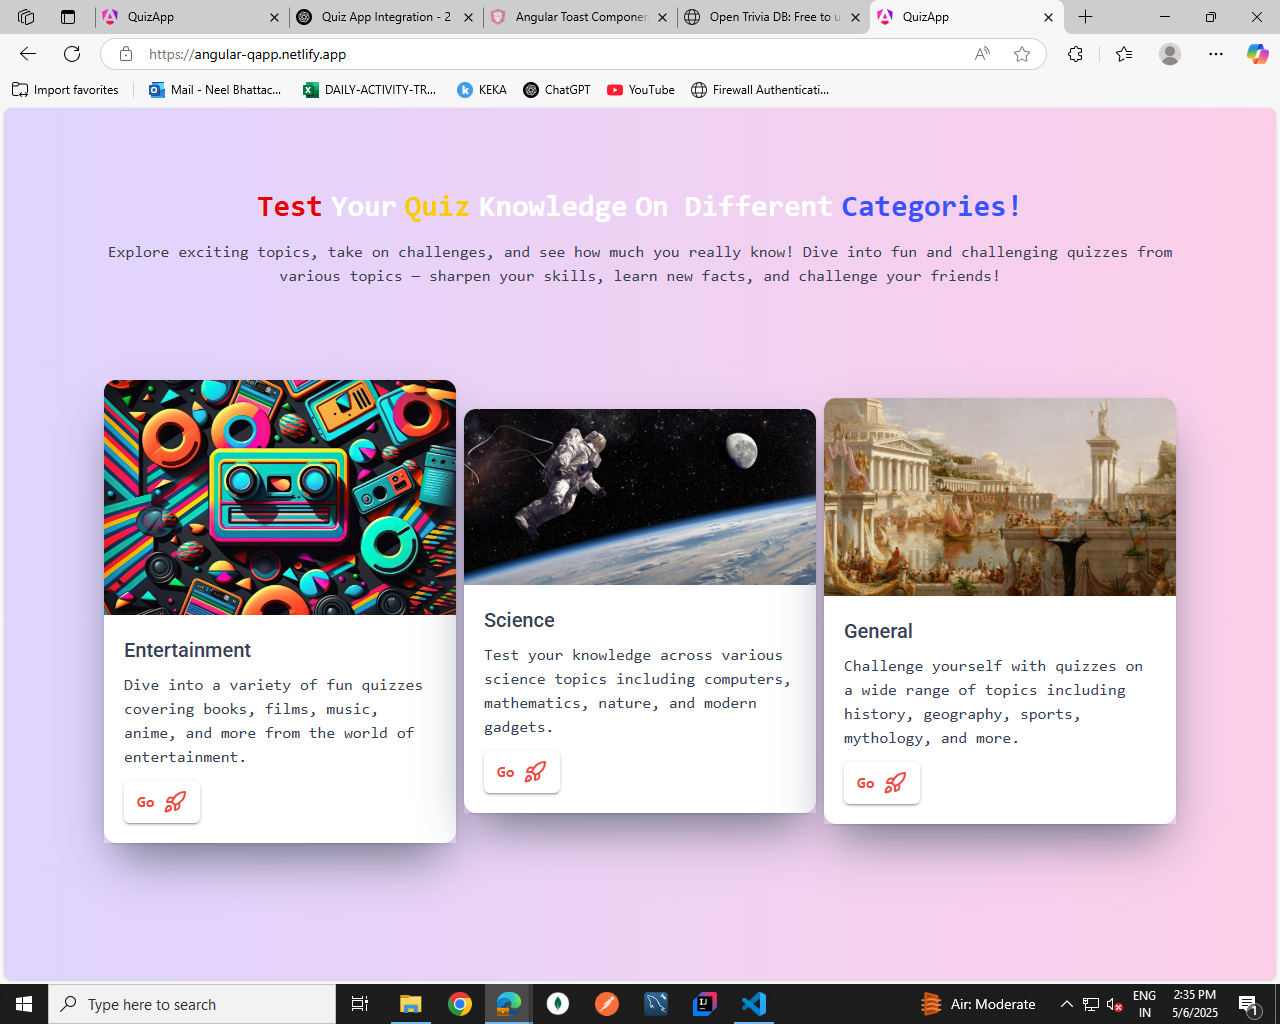 QuizApp
Quiz App Integration - 2
Angular Toast Componen
Open Trivia DB: Free to u
QuizApp
https://angular-qapp.netlify.app
Import favorites
Mail - Neel Bhattac...
DAILY-ACTIVITY-TR...
KEKA
ChatGPT
YouTube
Firewall Authenticati...
Test Your Quiz Knowledge On Different Categories!
Explore exciting topics, take on challenges, and see how much you really know! Dive into fun and challenging quizzes from
various topics — sharpen your skills, learn new facts, and challenge your friends!
Entertainment
Dive into a variety of fun quizzes
covering books, films, music,
anime, and more from the world of
entertainment.
Go
Science
Test your knowledge across various
science topics including computers,
mathematics, nature, and modern
gadgets.
Go
General
Challenge yourself with quizzes on
a wide range of topics including
history, geography, sports,
mythology, and more.
Go
Type here to search
Air: Moderate
ENG
IN
2:35 PM
5/6/2025
1